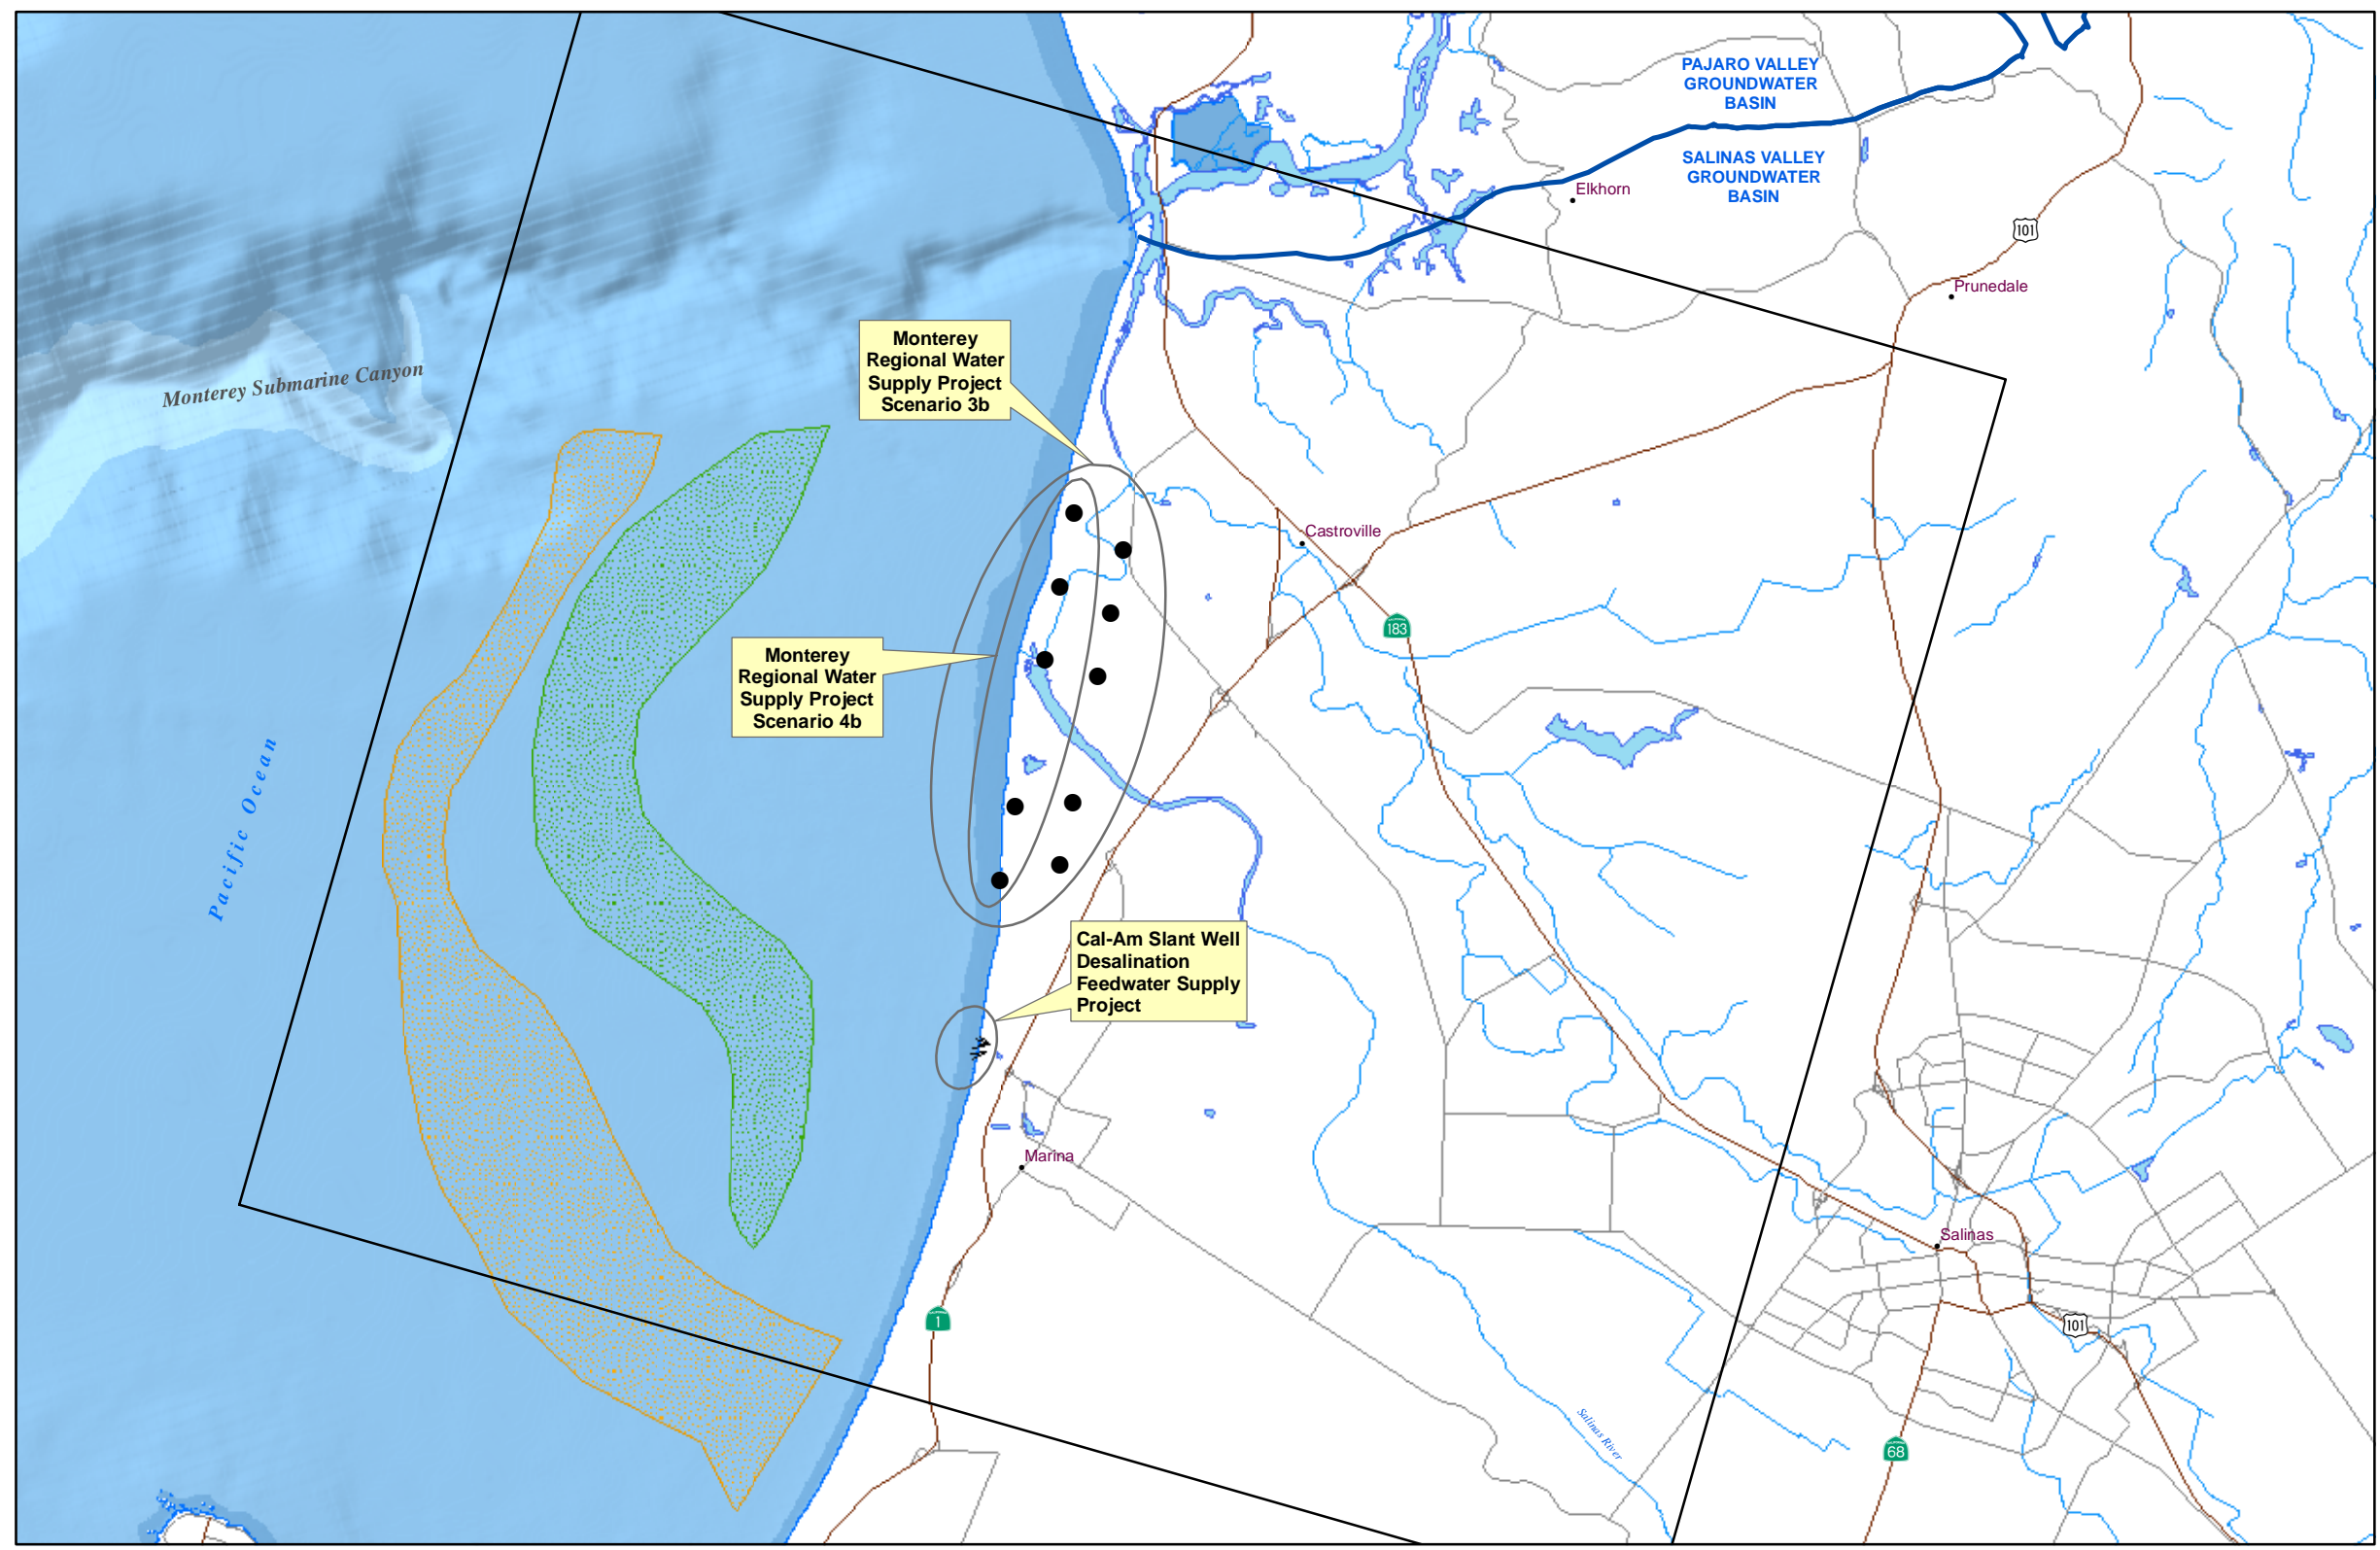 PAJARO VALLEY
GROUNDWATER
BASIN
SALINAS VALLEY
GROUNDWATER
BASIN
Elkhorn
101
Prunedale
Monterey
Regional Water
Supply Project
Scenario 3b
Monterey Submarine Canyon
Castroville
183
Monterey
Regional Water
Supply Project
Scenario 4b
Pacific Ocean
Cal-Am Slant Well
Desalination
Feedwater Supply
Project
Marina
Salinas
1
101
Salinas River
68